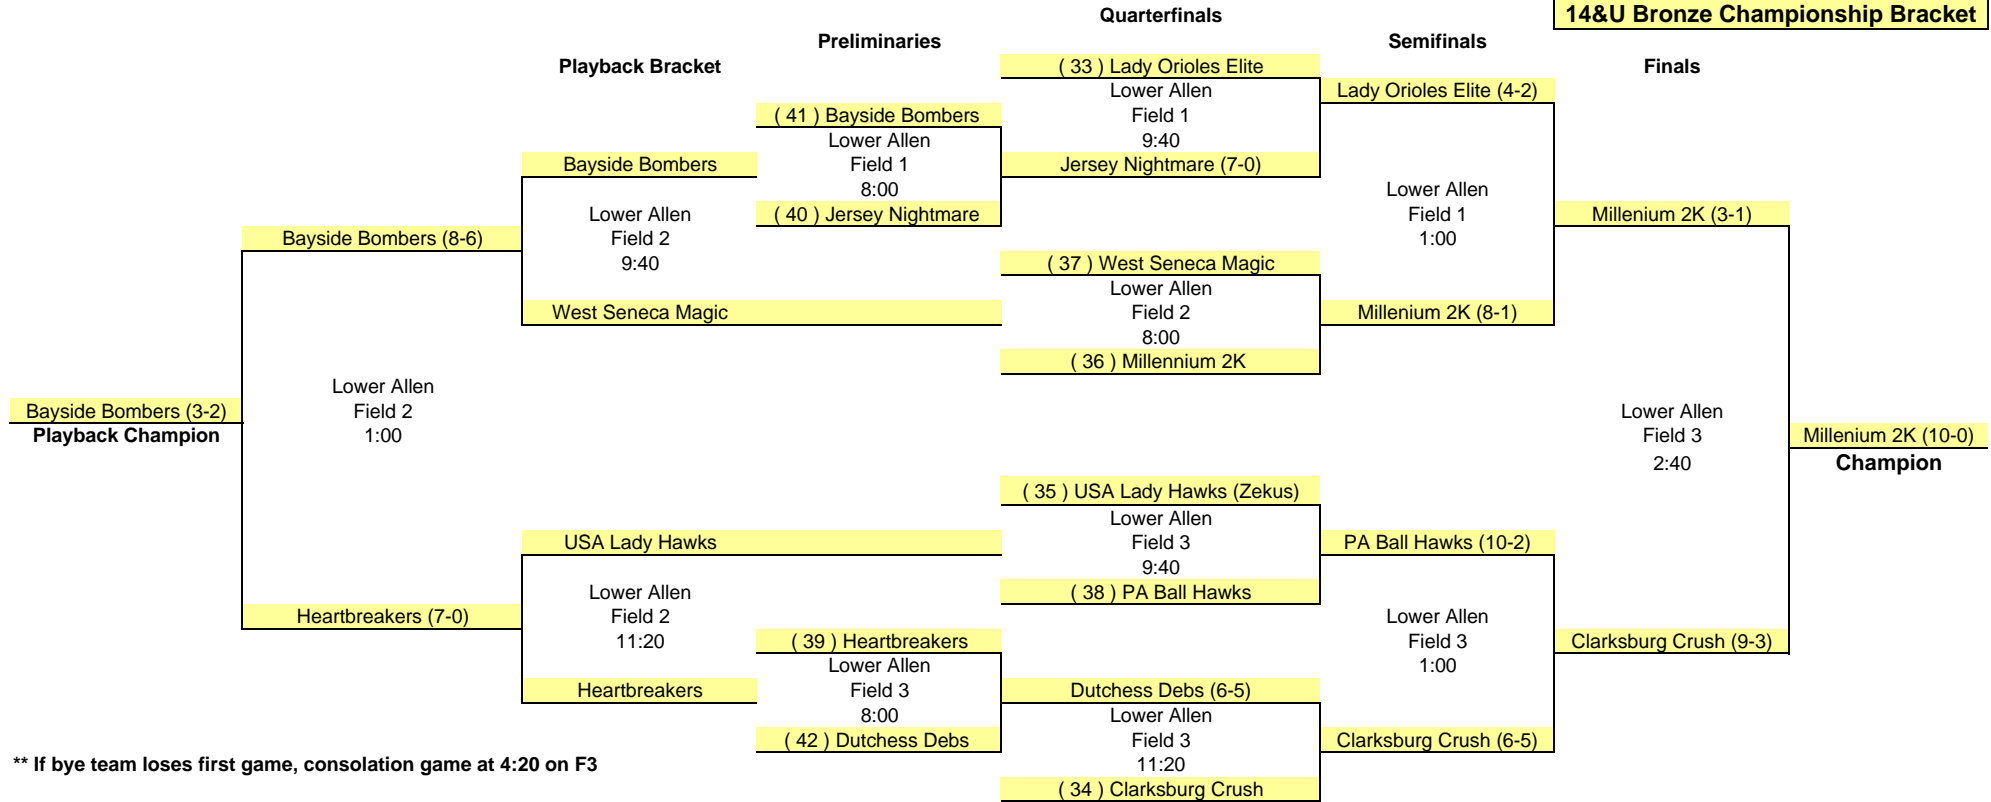 14&U Bronze Championship Bracket
Quarterfinals
Preliminaries
Semifinals
Playback Bracket
Finals
( 33 ) Lady Orioles Elite
Lower Allen
Field 1
9:40
Lady Orioles Elite (4-2)
( 41 ) Bayside Bombers
Lower Allen
Field 1
8:00
Bayside Bombers
Jersey Nightmare (7-0)
( 40 ) Jersey Nightmare
Lower Allen
Field 2
9:40
Bayside Bombers (8-6)
Lower Allen
Field 1
1:00
Millenium 2K (3-1)
( 37 ) West Seneca Magic
Lower Allen
Field 2
8:00
West Seneca Magic
Millenium 2K (8-1)
( 36 ) Millennium 2K
Lower Allen
Field 2
1:00
Bayside Bombers (3-2)
Playback Champion
Lower Allen
Field 3
2:40
Millenium 2K (10-0)
Champion
( 35 ) USA Lady Hawks (Zekus)
Lower Allen
Field 3
9:40
USA Lady Hawks
PA Ball Hawks (10-2)
( 38 ) PA Ball Hawks
Lower Allen
Field 2
11:20
Heartbreakers (7-0)
Lower Allen
Field 3
1:00
( 39 ) Heartbreakers
Clarksburg Crush (9-3)
Lower Allen
Field 3
8:00
Heartbreakers
Dutchess Debs (6-5)
( 42 ) Dutchess Debs
Lower Allen
Field 3
11:20
Clarksburg Crush (6-5)
( 34 ) Clarksburg Crush
** If bye team loses first game, consolation game at 4:20 on F3